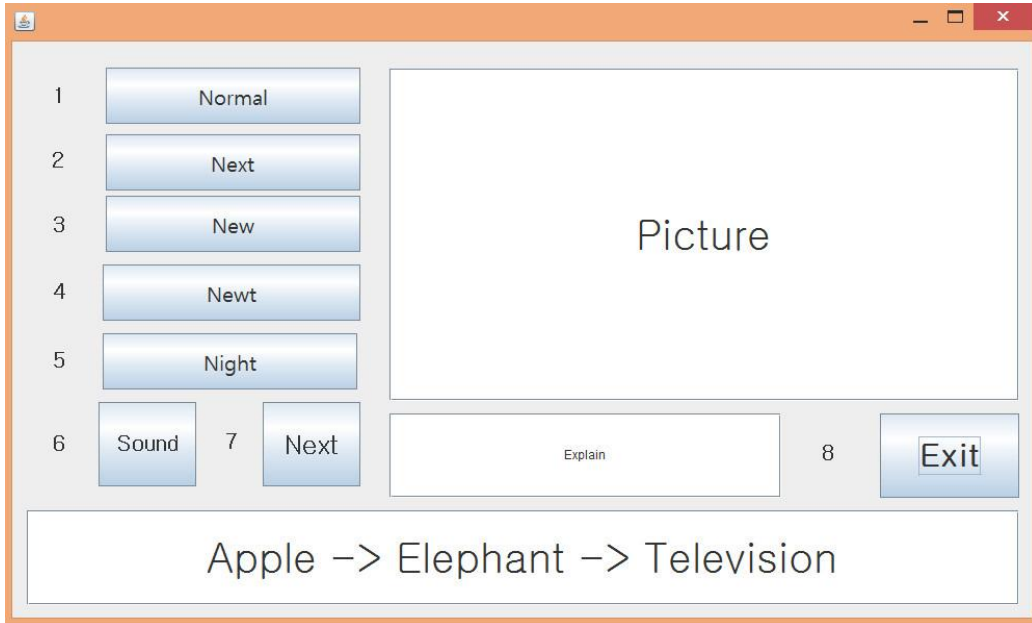 1 Normal
2 Next
3 New
4 Newt
5 Night
Picture
6 Sound 7 Next
Explain
8 Exit
Apple -> Elephant -> Television